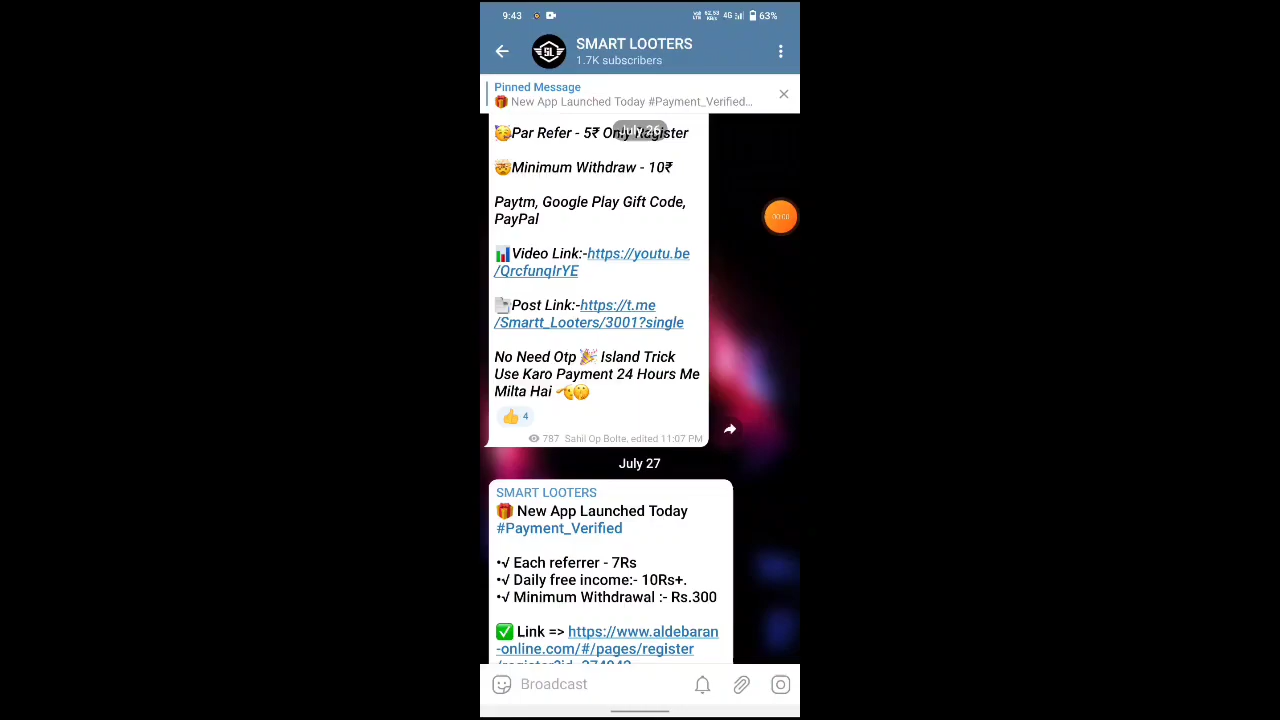 9:43
4G
63%
SMART LOOTERS
1.7K subscribers
Pinned Message
🎁 New App Launched Today #Payment_Verified...
July 26
🥳Par Refer - 5₹ Only Register
🤯Minimum Withdraw - 10₹
Paytm, Google Play Gift Code,
PayPal
📊Video Link:-https://youtu.be
/QrcfunqIrYE
Post Link:-https://t.me
/Smartt_Looters/3001?single
No Need Otp 🎉 Island Trick
Use Karo Payment 24 Hours Me
Milta Hai
👍 4
787 Sahil Op Bolte, edited 11:07 PM
July 27
SMART LOOTERS
🎁 New App Launched Today
#Payment_Verified
•√ Each referrer - 7Rs
•√ Daily free income:- 10Rs+.
•√ Minimum Withdrawal :- Rs.300
✅ Link => https://www.aldebaran
-online.com/#/pages/register
Broadcast